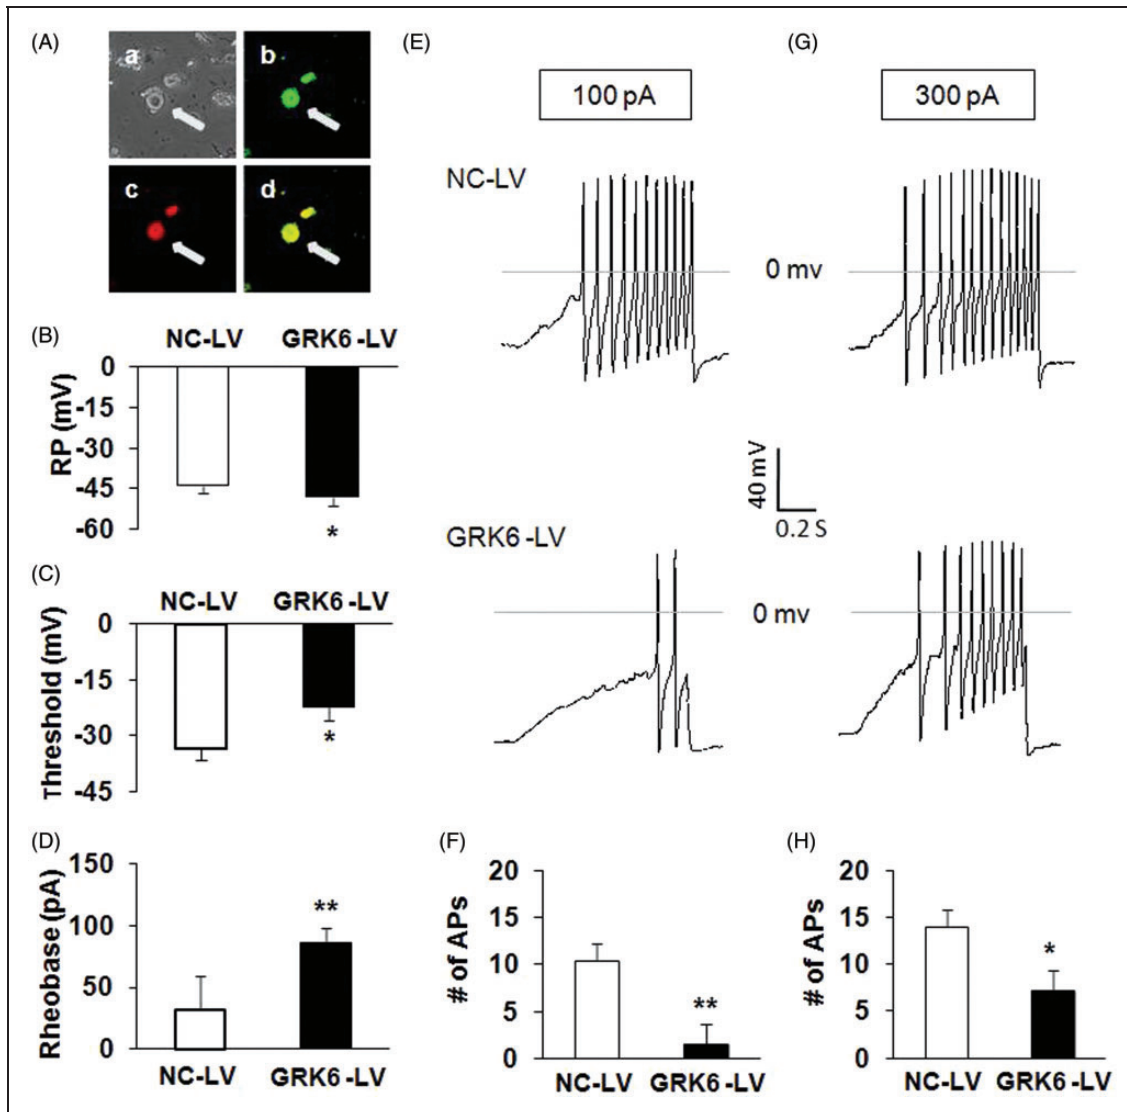 (A)
a
b
c
d
(B)
NC-LV GRK6-LV
RP (mV)
0
-15
-30
-45
-60
*
(C)
NC-LV GRK6-LV
Threshold (mV)
0
-15
-30
-45
*
(D)
Rheobase (pA)
150
100
50
0
**
NC-LV GRK6-LV
(E)
100 pA
NC-LV
GRK6-LV
(G)
300 pA
0 mv
40 mV
0.2 S
0 mv
(F)
# of APs
20
15
10
5
0
**
NC-LV GRK6-LV
(H)
# of APs
20
15
10
5
0
*
NC-LV GRK6-LV